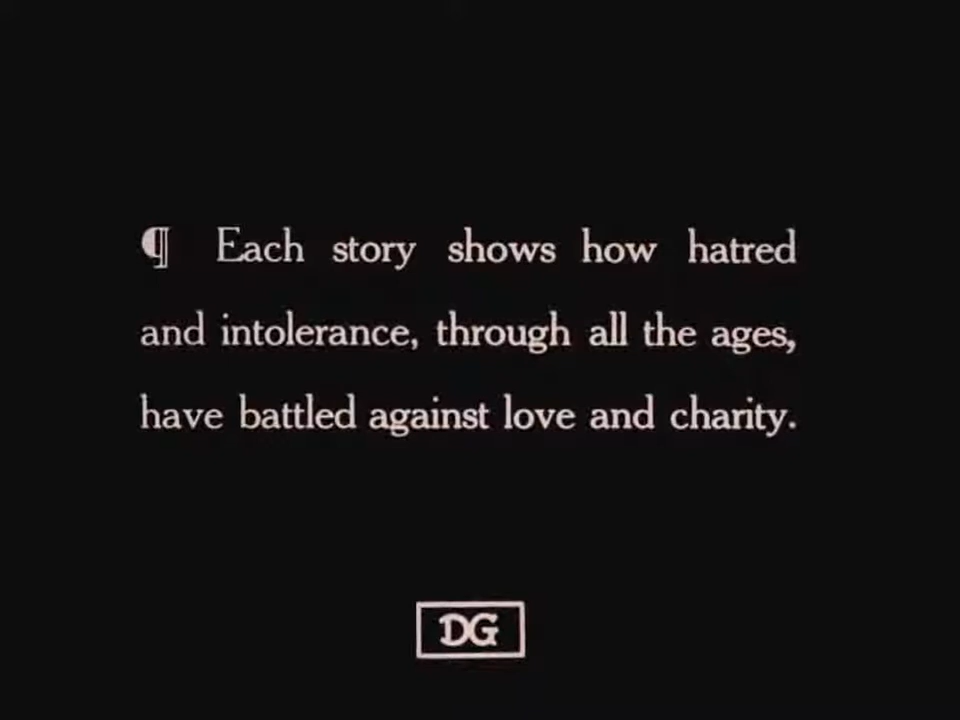 ¶ Each story shows how hatred
and intolerance, through all the ages,
have battled against love and charity.
DG